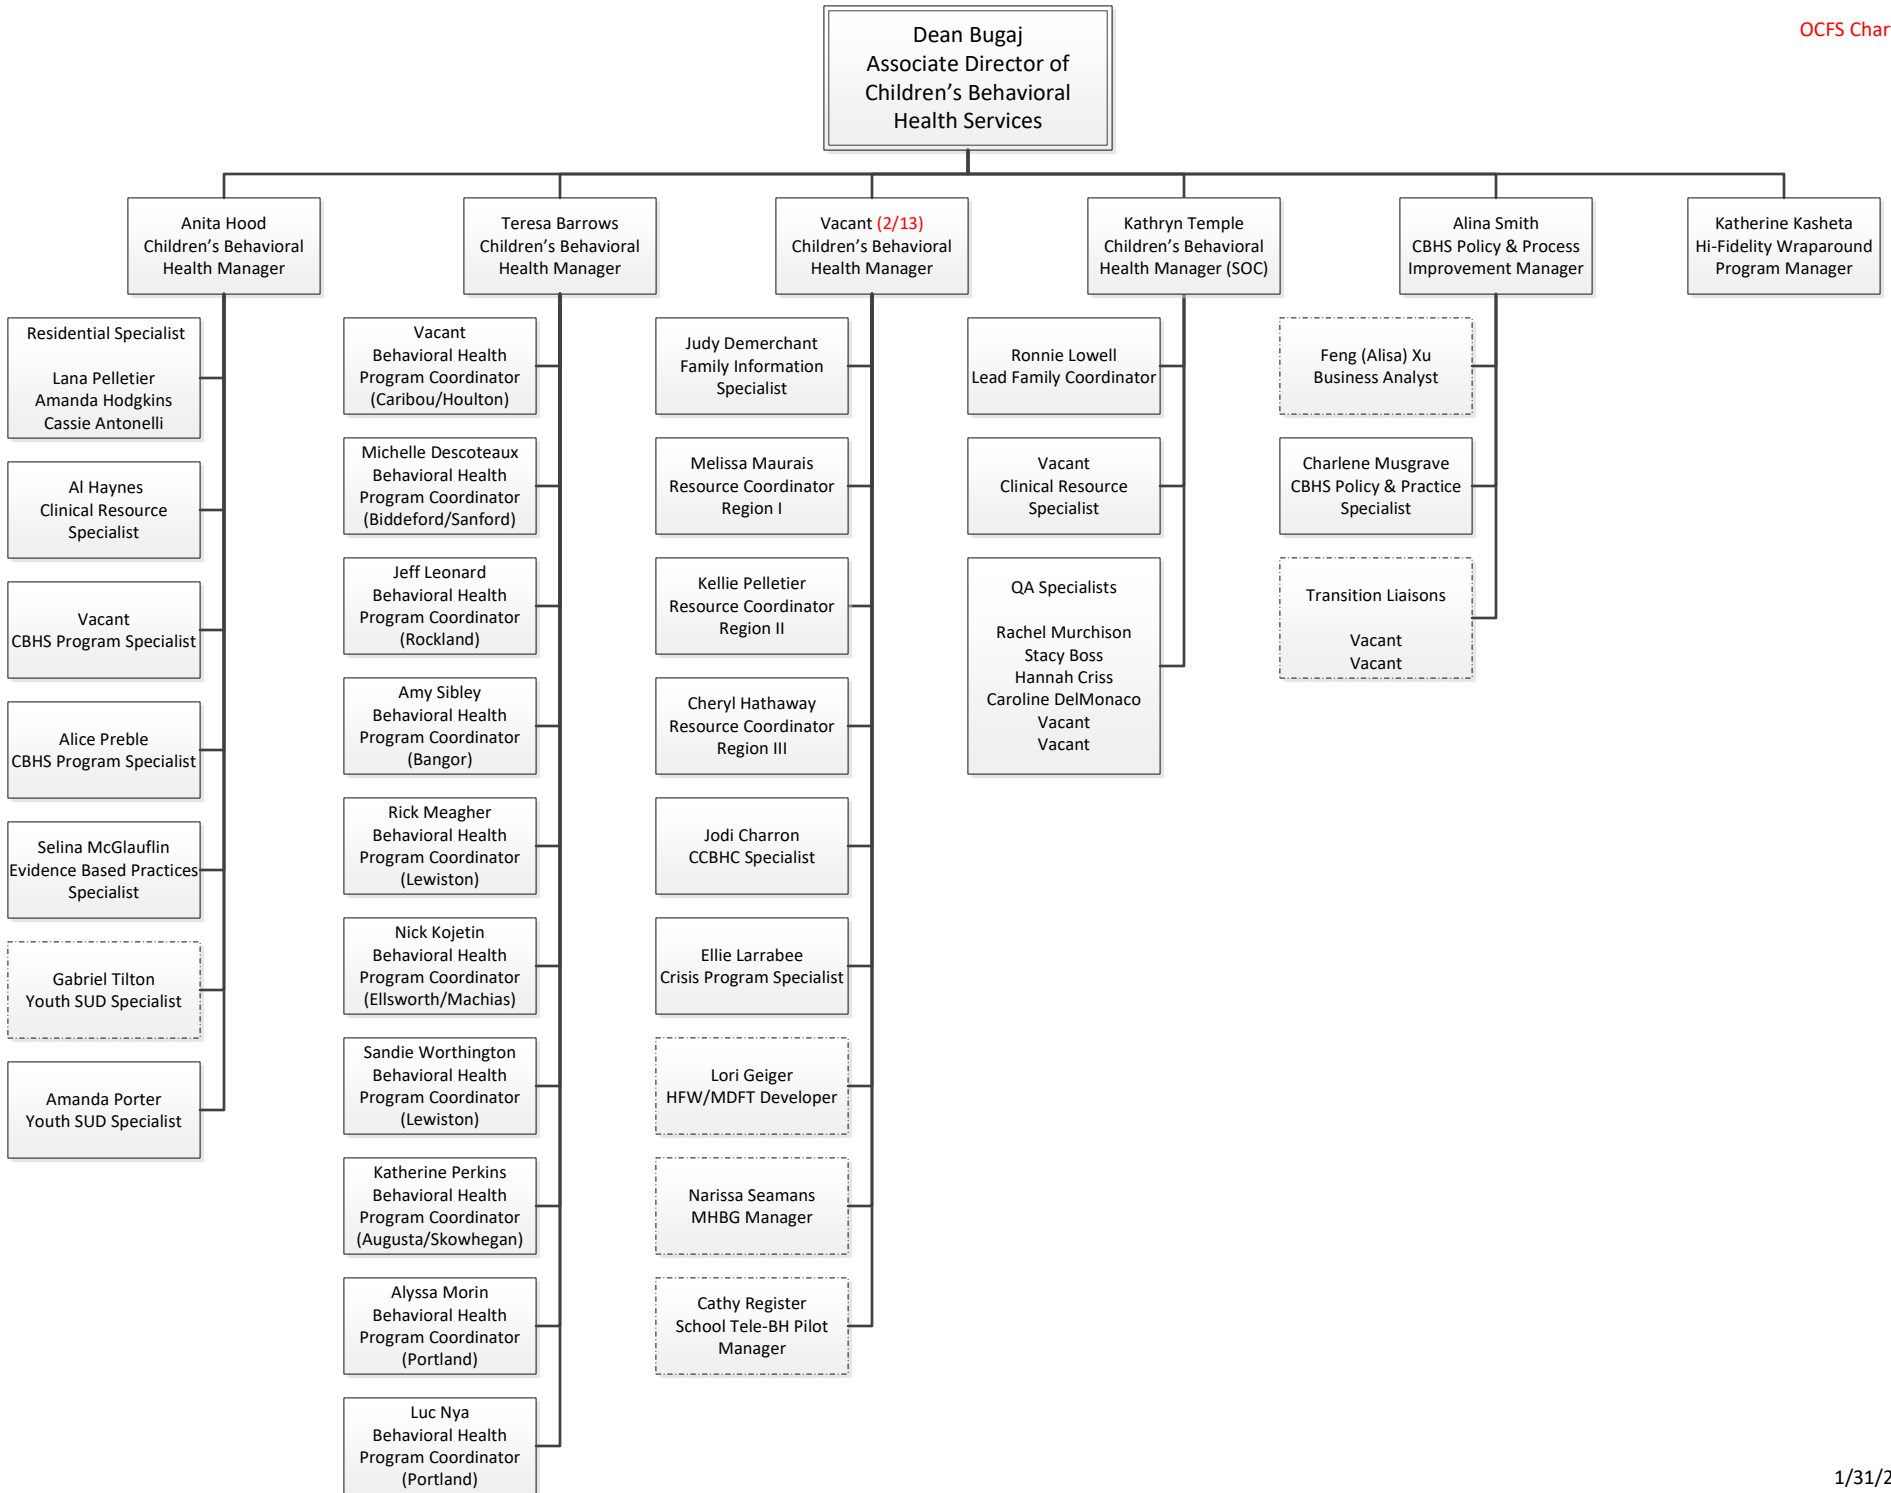 OCFS Char
Dean Bugaj
Associate Director of
Children’s Behavioral
Health Services
Anita Hood
Children’s Behavioral
Health Manager
Teresa Barrows
Children’s Behavioral
Health Manager
Vacant (2/13)
Children’s Behavioral
Health Manager
Kathryn Temple
Children’s Behavioral
Health Manager (SOC)
Alina Smith
CBHS Policy & Process
Improvement Manager
Katherine Kasheta
Hi-Fidelity Wraparound
Program Manager
Residential Specialist
Lana Pelletier
Amanda Hodgkins
Cassie Antonelli
Al Haynes
Clinical Resource
Specialist
Vacant
CBHS Program Specialist
Alice Preble
CBHS Program Specialist
Selina McGlauflin
Evidence Based Practices
Specialist
Gabriel Tilton
Youth SUD Specialist
Amanda Porter
Youth SUD Specialist
Vacant
Behavioral Health
Program Coordinator
(Caribou/Houlton)
Michelle Descoteaux
Behavioral Health
Program Coordinator
(Biddeford/Sanford)
Jeff Leonard
Behavioral Health
Program Coordinator
(Rockland)
Amy Sibley
Behavioral Health
Program Coordinator
(Bangor)
Rick Meagher
Behavioral Health
Program Coordinator
(Lewiston)
Nick Kojetin
Behavioral Health
Program Coordinator
(Ellsworth/Machias)
Sandie Worthington
Behavioral Health
Program Coordinator
(Lewiston)
Katherine Perkins
Behavioral Health
Program Coordinator
(Augusta/Skowhegan)
Alyssa Morin
Behavioral Health
Program Coordinator
(Portland)
Luc Nya
Behavioral Health
Program Coordinator
(Portland)
Judy Demerchant
Family Information
Specialist
Melissa Maurais
Resource Coordinator
Region I
Kellie Pelletier
Resource Coordinator
Region II
Cheryl Hathaway
Resource Coordinator
Region III
Jodi Charron
CCBHC Specialist
Ellie Larrabee
Crisis Program Specialist
Lori Geiger
HFW/MDFT Developer
Narissa Seamans
MHBG Manager
Cathy Register
School Tele-BH Pilot
Manager
Ronnie Lowell
Lead Family Coordinator
Vacant
Clinical Resource
Specialist
QA Specialists
Rachel Murchison
Stacy Boss
Hannah Criss
Caroline DelMonaco
Vacant
Vacant
Feng (Alisa) Xu
Business Analyst
Charlene Musgrave
CBHS Policy & Practice
Specialist
Transition Liaisons
Vacant
Vacant
1/31/2